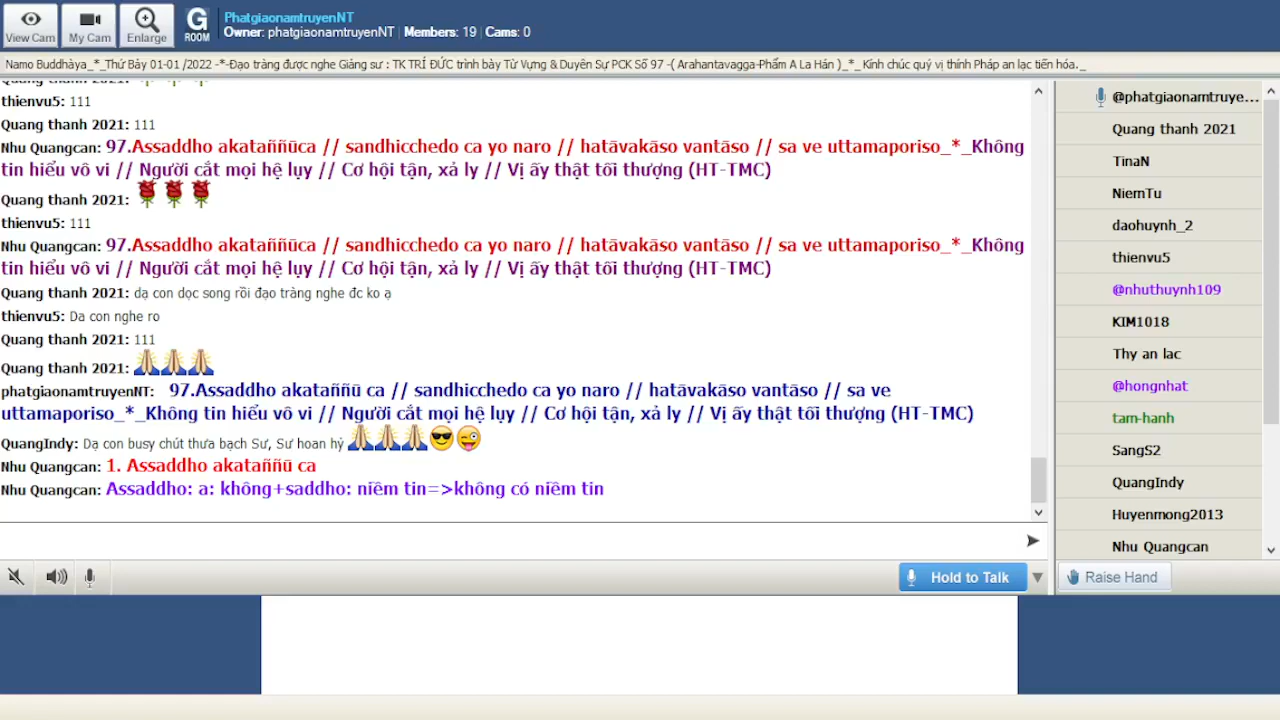 View Cam
My Cam
Enlarge
G
ROOM
PhatgiaonamtruyenNT
Owner: phatgiaonamtruyenNT | Members: 19 | Cams: 0
Namo Buddhàya_*_Thứ Bảy 01-01 /2022 -*-Đạo tràng được nghe Giảng sư : TK TRÍ ĐỨC trình bày Từ Vựng & Duyên Sự PCK Số 97 -( Arahantavagga-Phẩm A La Hán )_*_ Kính chúc quý vị thính Pháp an lạc tiến hóa._
thienvu5: 111
Quang thanh 2021: 111
Nhu Quangcan: 97.Assaddho akataññūca // sandhicchedo ca yo naro // hatāvakāso vantāso // sa ve uttamaporiso_*_Không
tin hiểu vô vi // Người cắt mọi hệ lụy // Cơ hội tận, xả ly // Vị ấy thật tối thượng (HT-TMC)
Quang thanh 2021:
thienvu5: 111
Nhu Quangcan: 97.Assaddho akataññūca // sandhicchedo ca yo naro // hatāvakāso vantāso // sa ve uttamaporiso_*_Không
tin hiểu vô vi // Người cắt mọi hệ lụy // Cơ hội tận, xả ly // Vị ấy thật tối thượng (HT-TMC)
Quang thanh 2021: dạ con dọc song rồi đạo tràng nghe đc ko ạ
thienvu5: Da con nghe ro
Quang thanh 2021: 111
Quang thanh 2021:
phatgiaonamtruyenNT: 97.Assaddho akataññū ca // sandhicchedo ca yo naro // hatāvakāso vantāso // sa ve
uttamaporiso_*_Không tin hiểu vô vi // Người cắt mọi hệ lụy // Cơ hội tận, xả ly // Vị ấy thật tối thượng (HT-TMC)
QuangIndy: Dạ con busy chút thưa bạch Sư, Sư hoan hỷ
Nhu Quangcan: 1. Assaddho akataññū ca
Nhu Quangcan: Assaddho: a: không+saddho: niềm tin=>không có niềm tin
@phatgiaonamtruye...
Quang thanh 2021
TinaN
NiemTu
daohuynh_2
thienvu5
@nhuthuynh109
KIM1018
Thy an lac
@hongnhat
tam-hanh
SangS2
QuangIndy
Huyenmong2013
Nhu Quangcan
Hold to Talk
Raise Hand